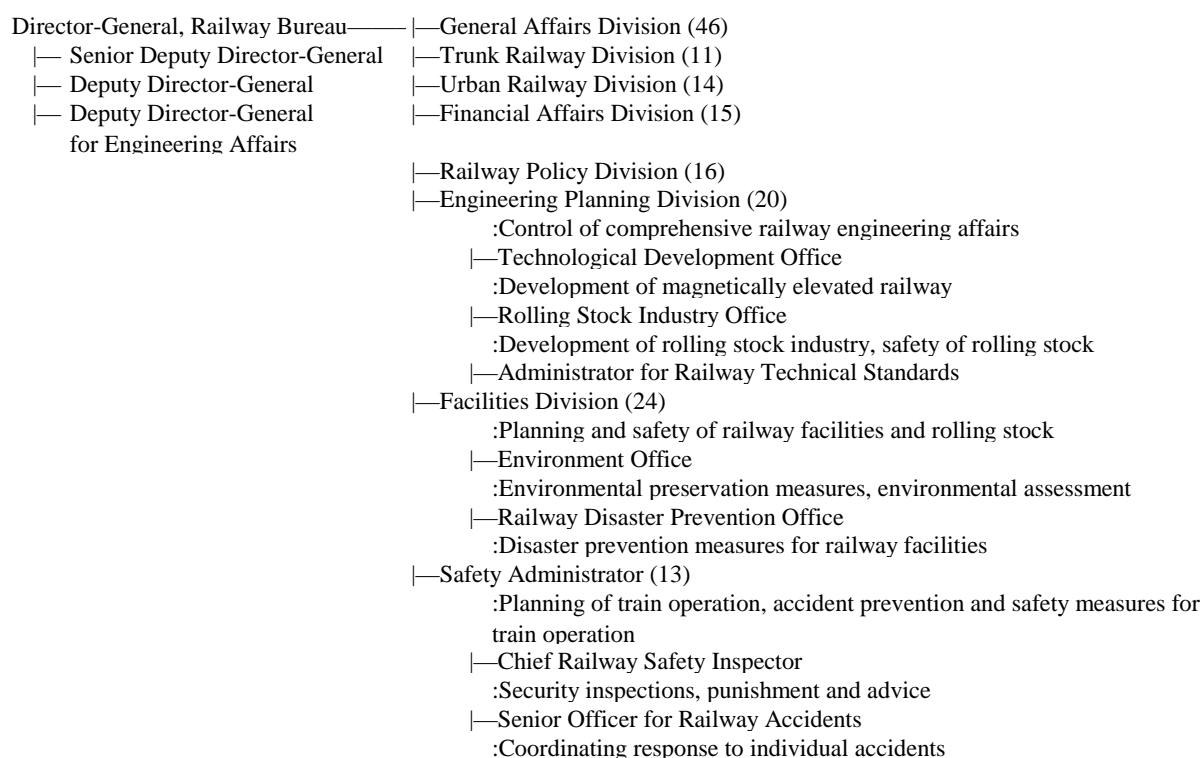 Director-General, Railway Bureau——— |—General Affairs Division (46)
|— Senior Deputy Director-General |—Trunk Railway Division (11)
|— Deputy Director-General |—Urban Railway Division (14)
|— Deputy Director-General |—Financial Affairs Division (15)
for Engineering Affairs
|—Railway Policy Division (16)
|—Engineering Planning Division (20)
:Control of comprehensive railway engineering affairs
|—Technological Development Office
:Development of magnetically elevated railway
|—Rolling Stock Industry Office
:Development of rolling stock industry, safety of rolling stock
|—Administrator for Railway Technical Standards
|—Facilities Division (24)
:Planning and safety of railway facilities and rolling stock
|—Environment Office
:Environmental preservation measures, environmental assessment
|—Railway Disaster Prevention Office
:Disaster prevention measures for railway facilities
|—Safety Administrator (13)
:Planning of train operation, accident prevention and safety measures for
train operation
|—Chief Railway Safety Inspector
:Security inspections, punishment and advice
|—Senior Officer for Railway Accidents
:Coordinating response to individual accidents